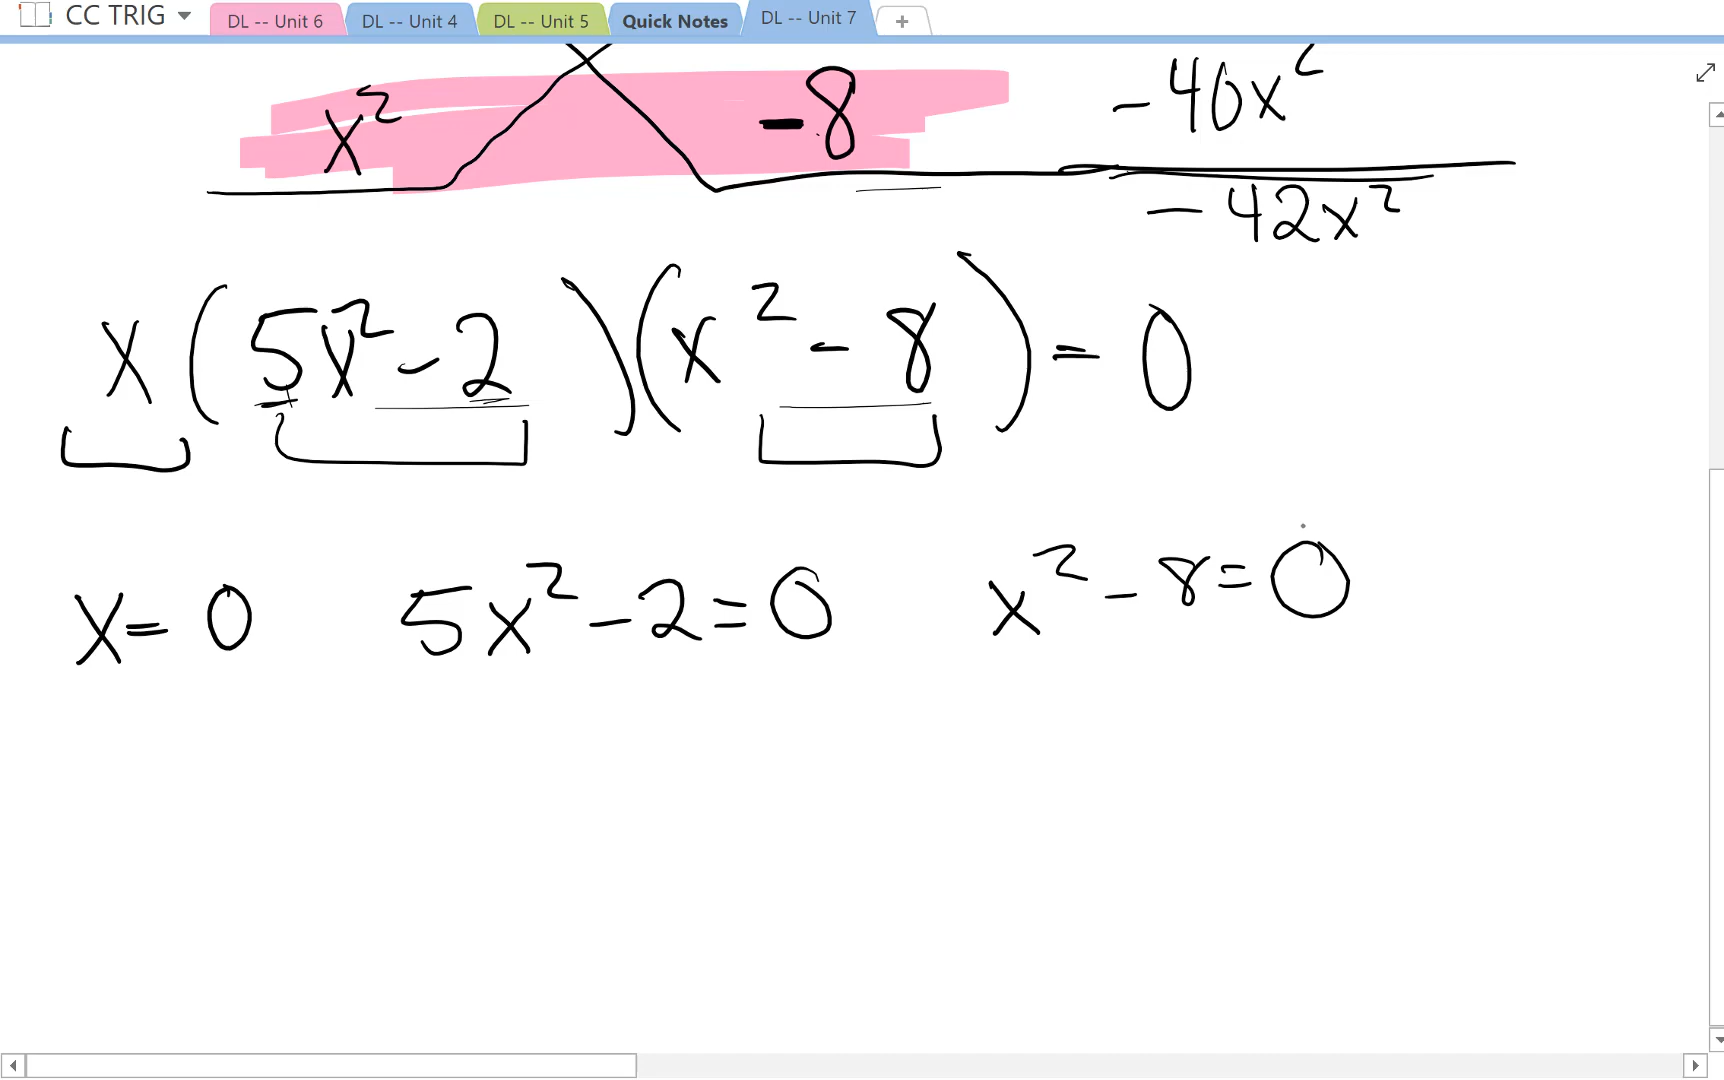 CC TRIG DL -- Unit 6 DL -- Unit 4 DL -- Unit 5 Quick Notes DL -- Unit 7 +
x² -8 -40x²
-42x²
x(5x²-2)(x²-8)=0
x=0 5x²-2=0 x²-8=0